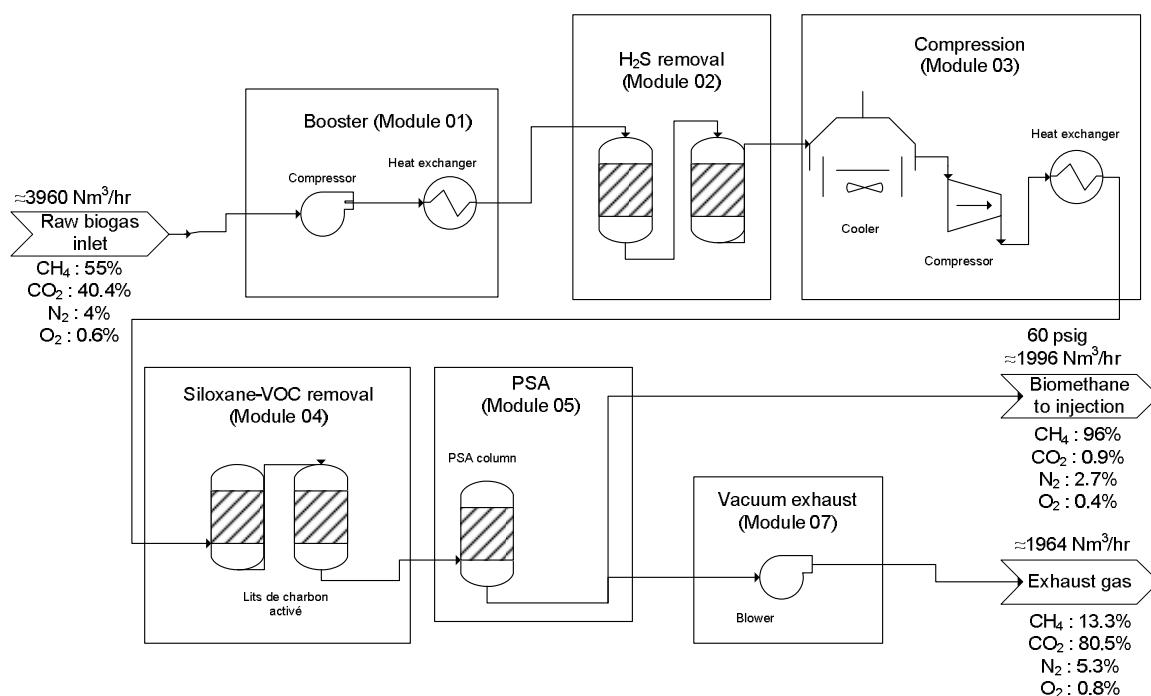 H₂S removal
(Module 02)
Compression
(Module 03)
Booster (Module 01)
Heat exchanger
Heat exchanger
Compressor
≈3960 Nm³/hr
Raw biogas
inlet
CH₄ : 55%
CO₂ : 40.4%
N₂ : 4%
O₂ : 0.6%
Cooler
Compressor
60 psig
≈1996 Nm³/hr
Siloxane-VOC removal
(Module 04)
PSA
(Module 05)
Biomethane
to injection
CH₄ : 96%
CO₂ : 0.9%
N₂ : 2.7%
O₂ : 0.4%
PSA column
Vacuum exhaust
(Module 07)
≈1964 Nm³/hr
Exhaust gas
Lits de charbon
activé
Blower
CH₄ : 13.3%
CO₂ : 80.5%
N₂ : 5.3%
O₂ : 0.8%